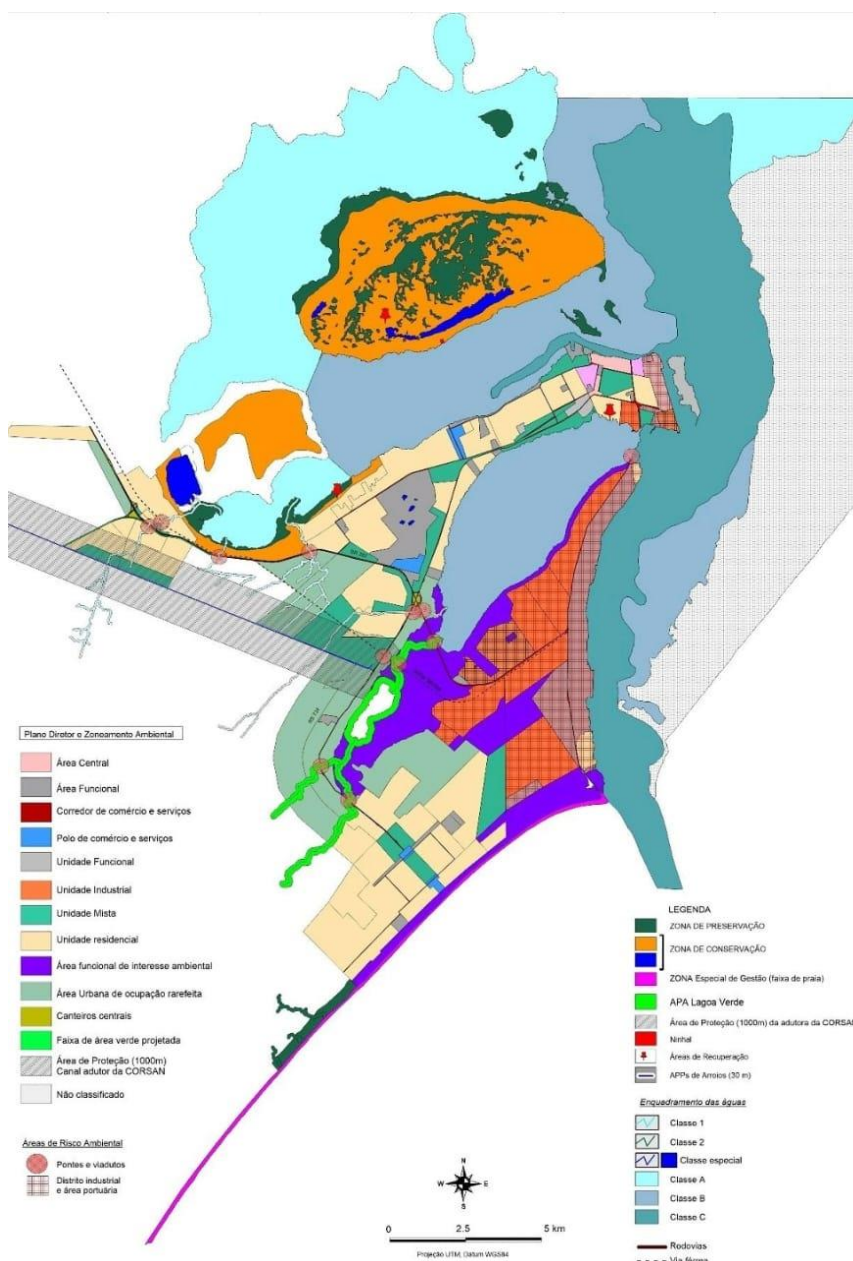 Plano Diretor e Zoneamento Ambiental
Área Central
Área Funcional
Corredor de comércio e serviços
Polo de comércio e serviços
Unidade Funcional
Unidade Industrial
Unidade Mista
Unidade residencial
Área funcional de interesse ambiental
Área Urbana de ocupação rarefeita
Canteiros centrais
Faixa de área verde projetada
Área de Proteção (1000m)
Canal adutor da CORSAN
Não classificado
Áreas de Risco Ambiental
Pontes e viadutos
Distrito industrial
e área portuária
N
W
E
S
0
2.5
5 km
Projeção UTM, Datum WGS84
LEGENDA
ZONA DE PRESERVAÇÃO
ZONA DE CONSERVAÇÃO
ZONA Especial de Gestão (faixa de praia)
APA Lagoa Verde
Área de Proteção (1000m) da adutora da CORSAN
Ninhal
Áreas de Recuperação
APPs de Arroios (30 m)
Enquadramento das águas
Classe 1
Classe 2
Classe especial
Classe A
Classe B
Classe C
Rodovias
Via férrea